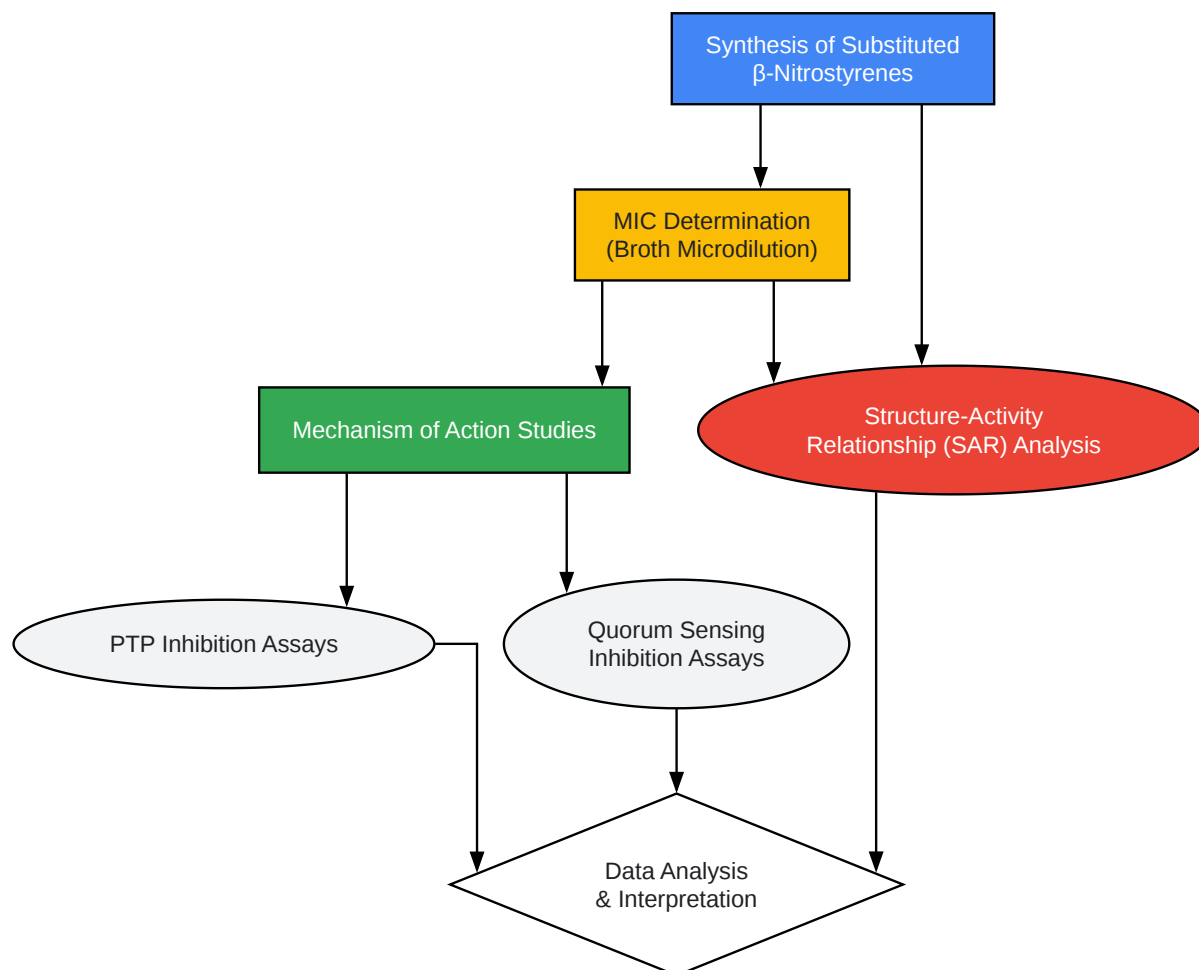 Synthesis of Substituted
β-Nitrostyrenes
MIC Determination
(Broth Microdilution)
Mechanism of Action Studies
Structure-Activity
Relationship (SAR) Analysis
PTP Inhibition Assays
Quorum Sensing
Inhibition Assays
Data Analysis
& Interpretation